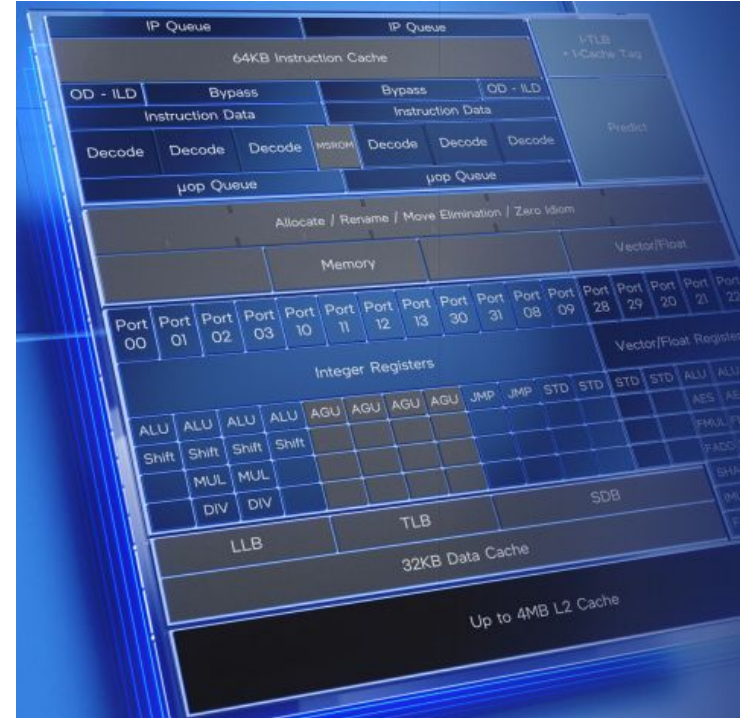 IP Queue IP Queue
I-TLB
+ I-Cache Tag
64KB Instruction Cache
OD - ILD Bypass Bypass OD - ILD
Instruction Data Instruction Data
Predict
Decode Decode Decode MSROM Decode Decode Decode
μop Queue μop Queue
Allocate / Rename / Move Elimination / Zero Idiom
Memory Vector/Float
Port 00 Port 01 Port 02 Port 03 Port 10 Port 11 Port 12 Port 13 Port 30 Port 31 Port 08 Port 09 Port 28 Port 29 Port 20 Port 21 Port 22
Integer Registers Vector/Float Register
ALU ALU ALU ALU AGU AGU AGU AGU JMP JMP STD STD STD STD ALU ALU
Shift Shift Shift Shift AES
MUL MUL FMUL
DIV DIV FADD
SHA
LLB TLB SDB
32KB Data Cache
Up to 4MB L2 Cache